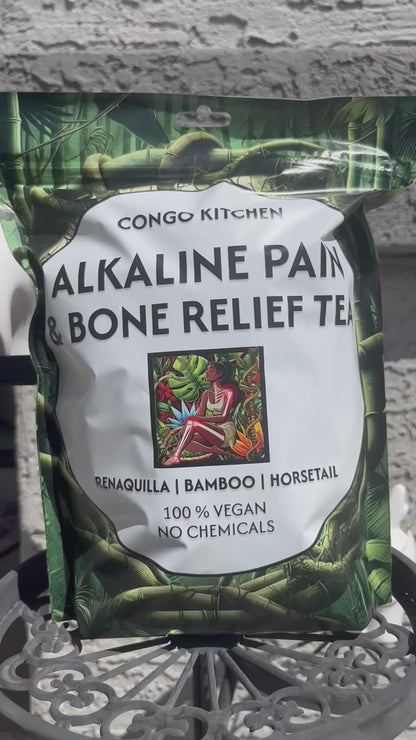 CONGO KITCHEN
ALKALINE PAIN
& BONE RELIEF TEA
RENAQUILLA | BAMBOO | HORSETAIL
100 % VEGAN
NO CHEMICALS